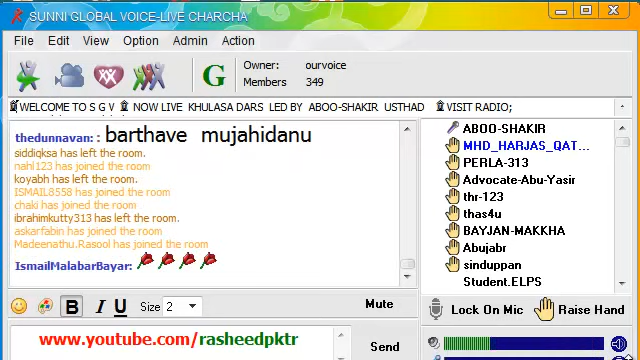 SUNNI GLOBAL VOICE-LIVE CHARCHA
File Edit View Option Admin Action
G
Owner: ourvoice
Members 349
WELCOME TO S G V NOW LIVE KHULASA DARS LED BY ABOO-SHAKIR USTHAD VISIT RADIO;
thedunnavan: : barthave mujahidanu
siddiqksa has left the room.
nahl123 has joined the room
koyabh has left the room.
ISMAIL8558 has joined the room
chaki has joined the room
ibrahimkutty313 has left the room.
askarfabin has joined the room
Madeenathu.Rasool has joined the room
IsmailMalabarBayar:
ABOO-SHAKIR
MHD_HARJAS_QAT...
PERLA-313
Advocate-Abu-Yasir
thr-123
thas4u
BAYJAN-MAKKHA
Abujabr
sinduppan
Student.ELPS
B I U Size 2 Mute
Lock On Mic Raise Hand
www.youtube.com/rasheedpktr
Send